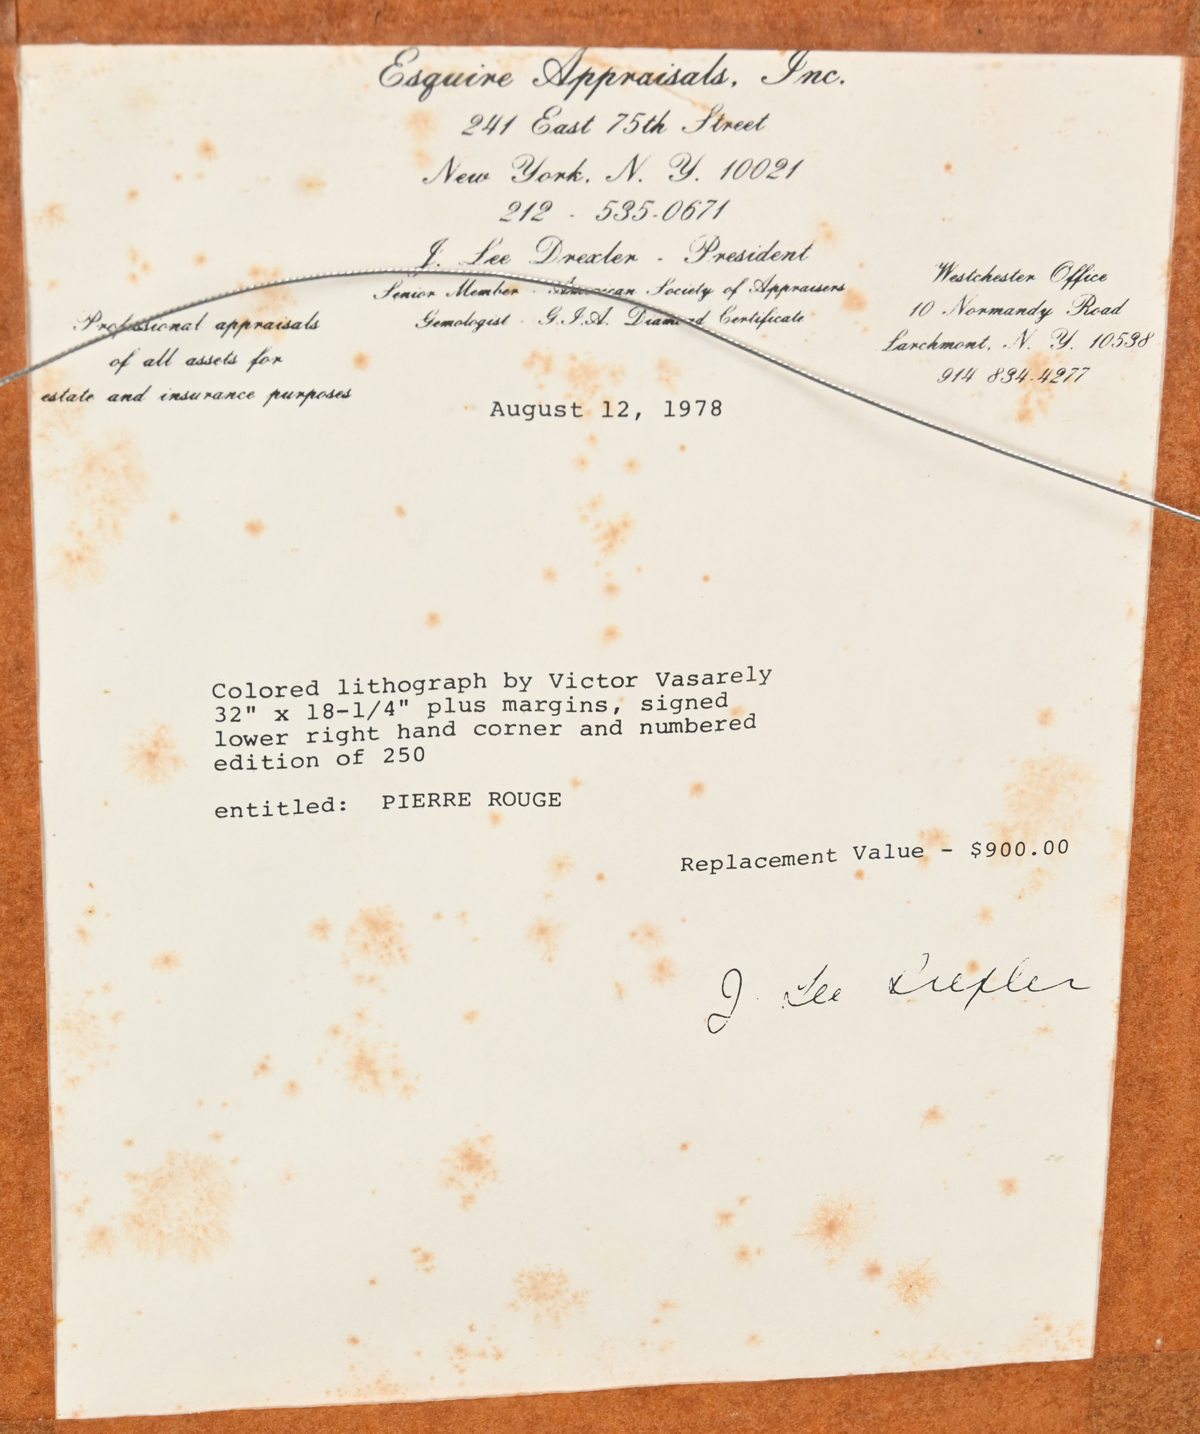 Esquire Appraisals, Inc.
241 East 75th Street
New York, N. Y. 10021
212 - 535-0671
J. Lee Drexler - President
Senior Member - American Society of Appraisers
Gemologist - G.I.A. Diamond Certificate
Professional appraisals
of all assets for
estate and insurance purposes
Westchester Office
10 Normandy Road
Larchmont, N. Y. 10538
914 834-4277
August 12, 1978
Colored lithograph by Victor Vasarely
32" x 18-1/4" plus margins, signed
lower right hand corner and numbered
edition of 250
entitled: PIERRE ROUGE
Replacement Value - $900.00
J. Lee Drexler